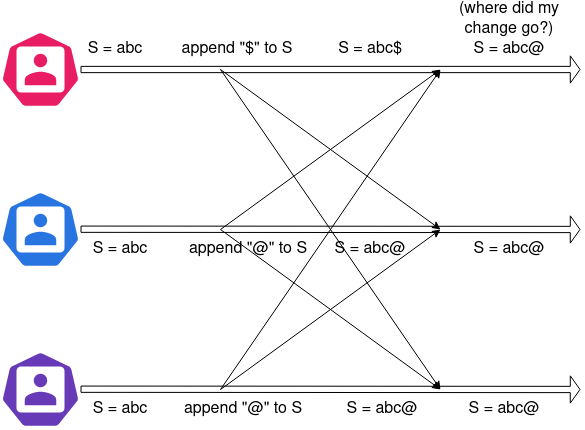 (where did my
change go?)
S = abc append "$" to S S = abc$ S = abc@
S = abc append "@" to S S = abc@ S = abc@
S = abc append "@" to S S = abc@ S = abc@